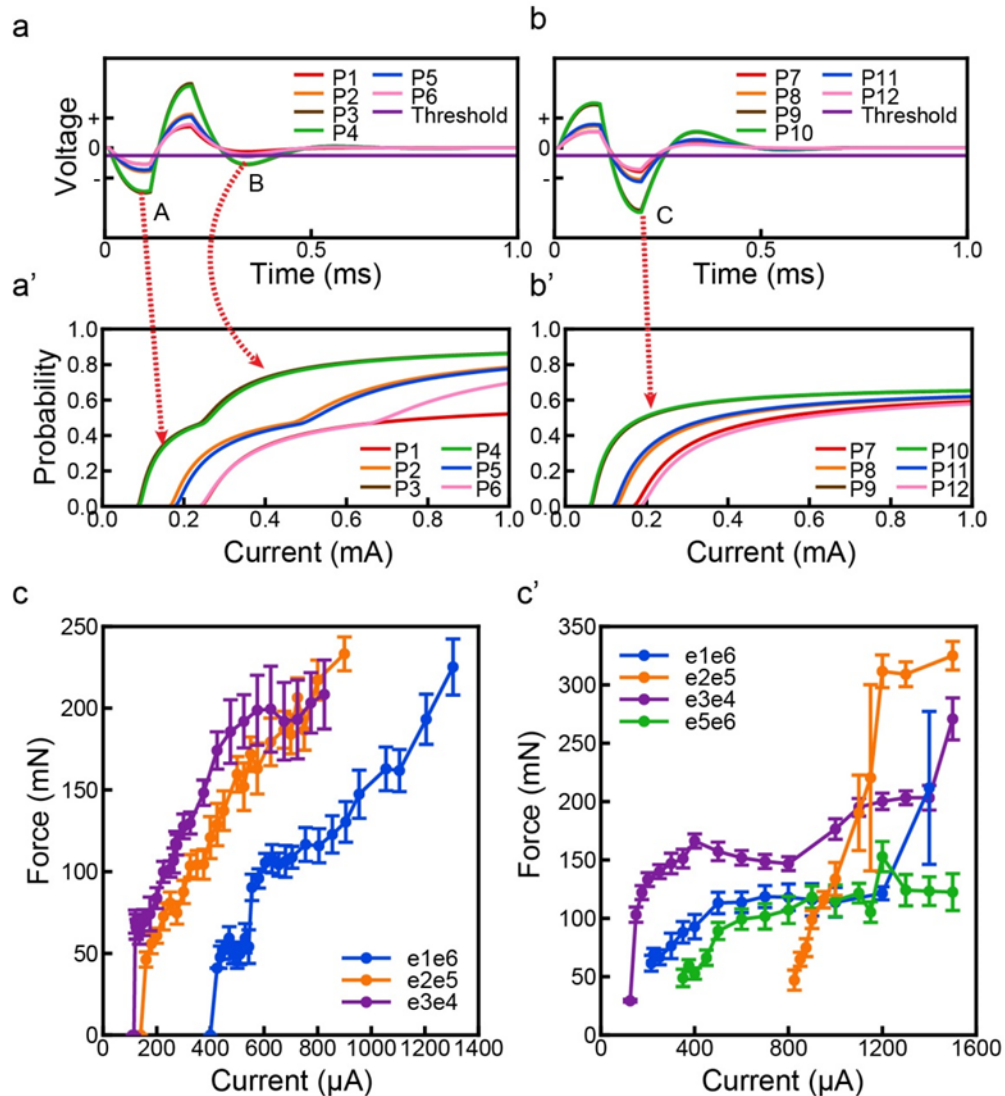 a
Voltage
+
0
-
P1
P2
P3
P4
P5
P6
Threshold
A
B
0
0.5
1.0
Time (ms)
b
+
0
-
P7
P8
P9
P10
P11
P12
Threshold
C
0
0.5
1.0
Time (ms)
a’
Probability
1.0
0.8
0.6
0.4
0.2
0.0
P1
P2
P3
P4
P5
P6
0.0
0.2
0.4
0.6
0.8
1.0
Current (mA)
b’
1.0
0.8
0.6
0.4
0.2
0.0
P7
P8
P9
P10
P11
P12
0.0
0.2
0.4
0.6
0.8
1.0
Current (mA)
c
Force (mN)
250
200
150
100
50
0
e1e6
e2e5
e3e4
0
200
400
600
800
1000
1200
1400
Current (µA)
c’
Force (mN)
350
300
250
200
150
100
50
0
e1e6
e2e5
e3e4
e5e6
0
400
800
1200
1600
Current (µA)